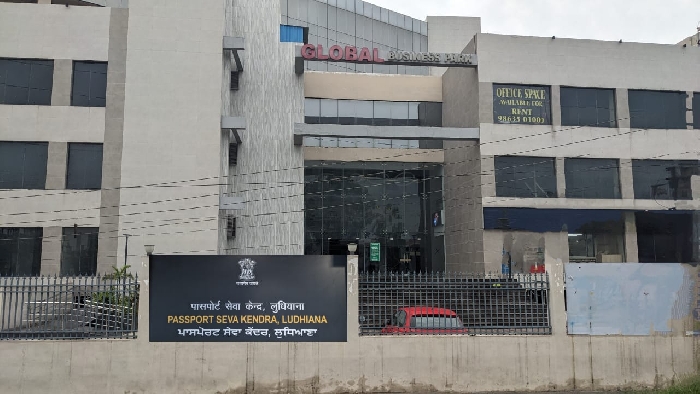 GLOBAL BUSINESS PARK
OFFICE SPACE
AVAILABLE FOR
RENT
पासपोर्ट सेवा केन्द्र, लुधियाना
PASSPORT SEVA KENDRA, LUDHIANA
ਪਾਸਪੋਰਟ ਸੇਵਾ ਕੇਂਦਰ, ਲੁਧਿਆਣਾ